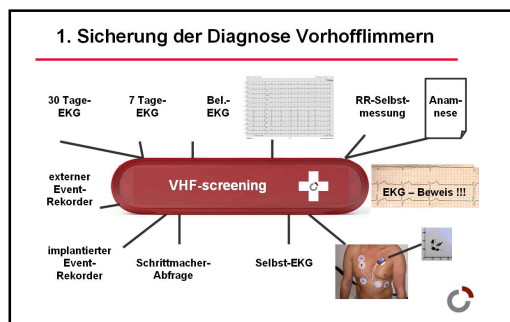 1. Sicherung der Diagnose Vorhofflimmern
30 Tage-
EKG
7 Tage-
EKG
Bel.-
EKG
RR-Selbst-
messung
Anam-
nese
externer
Event-
Rekorder
VHF-screening
EKG – Beweis !!!
implantierter
Event-
Rekorder
Schrittmacher-
Abfrage
Selbst-EKG